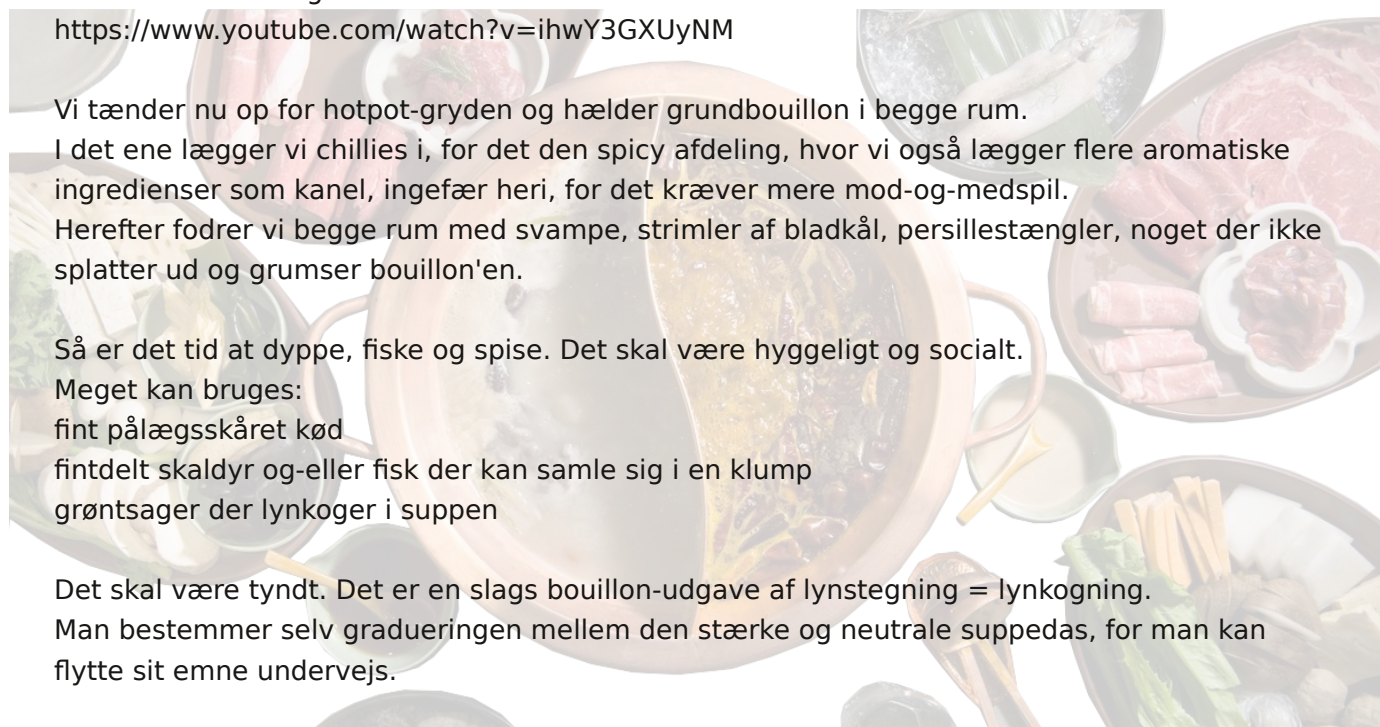 https://www.youtube.com/watch?v=ihwY3GXUyNM
Vi tænder nu op for hotpot-gryden og hælder grundbouillon i begge rum.
I det ene lægger vi chillies i, for det den spicy afdeling, hvor vi også lægger flere aromatiske
ingredienser som kanel, ingefær heri, for det kræver mere mod-og-medspil.
Herefter fodrer vi begge rum med svampe, strimler af bladkål, persillestængler, noget der ikke
splatter ud og grumser bouillon'en.
Så er det tid at dyppe, fiske og spise. Det skal være hyggeligt og socialt.
Meget kan bruges:
fint pålægsskåret kød
fintdelt skaldyr og-eller fisk der kan samle sig i en klump
grøntsager der lynkoger i suppen
Det skal være tyndt. Det er en slags bouillon-udgave af lynstegning = lynkogning.
Man bestemmer selv gradueringen mellem den stærke og neutrale suppedas, for man kan
flytte sit emne undervejs.